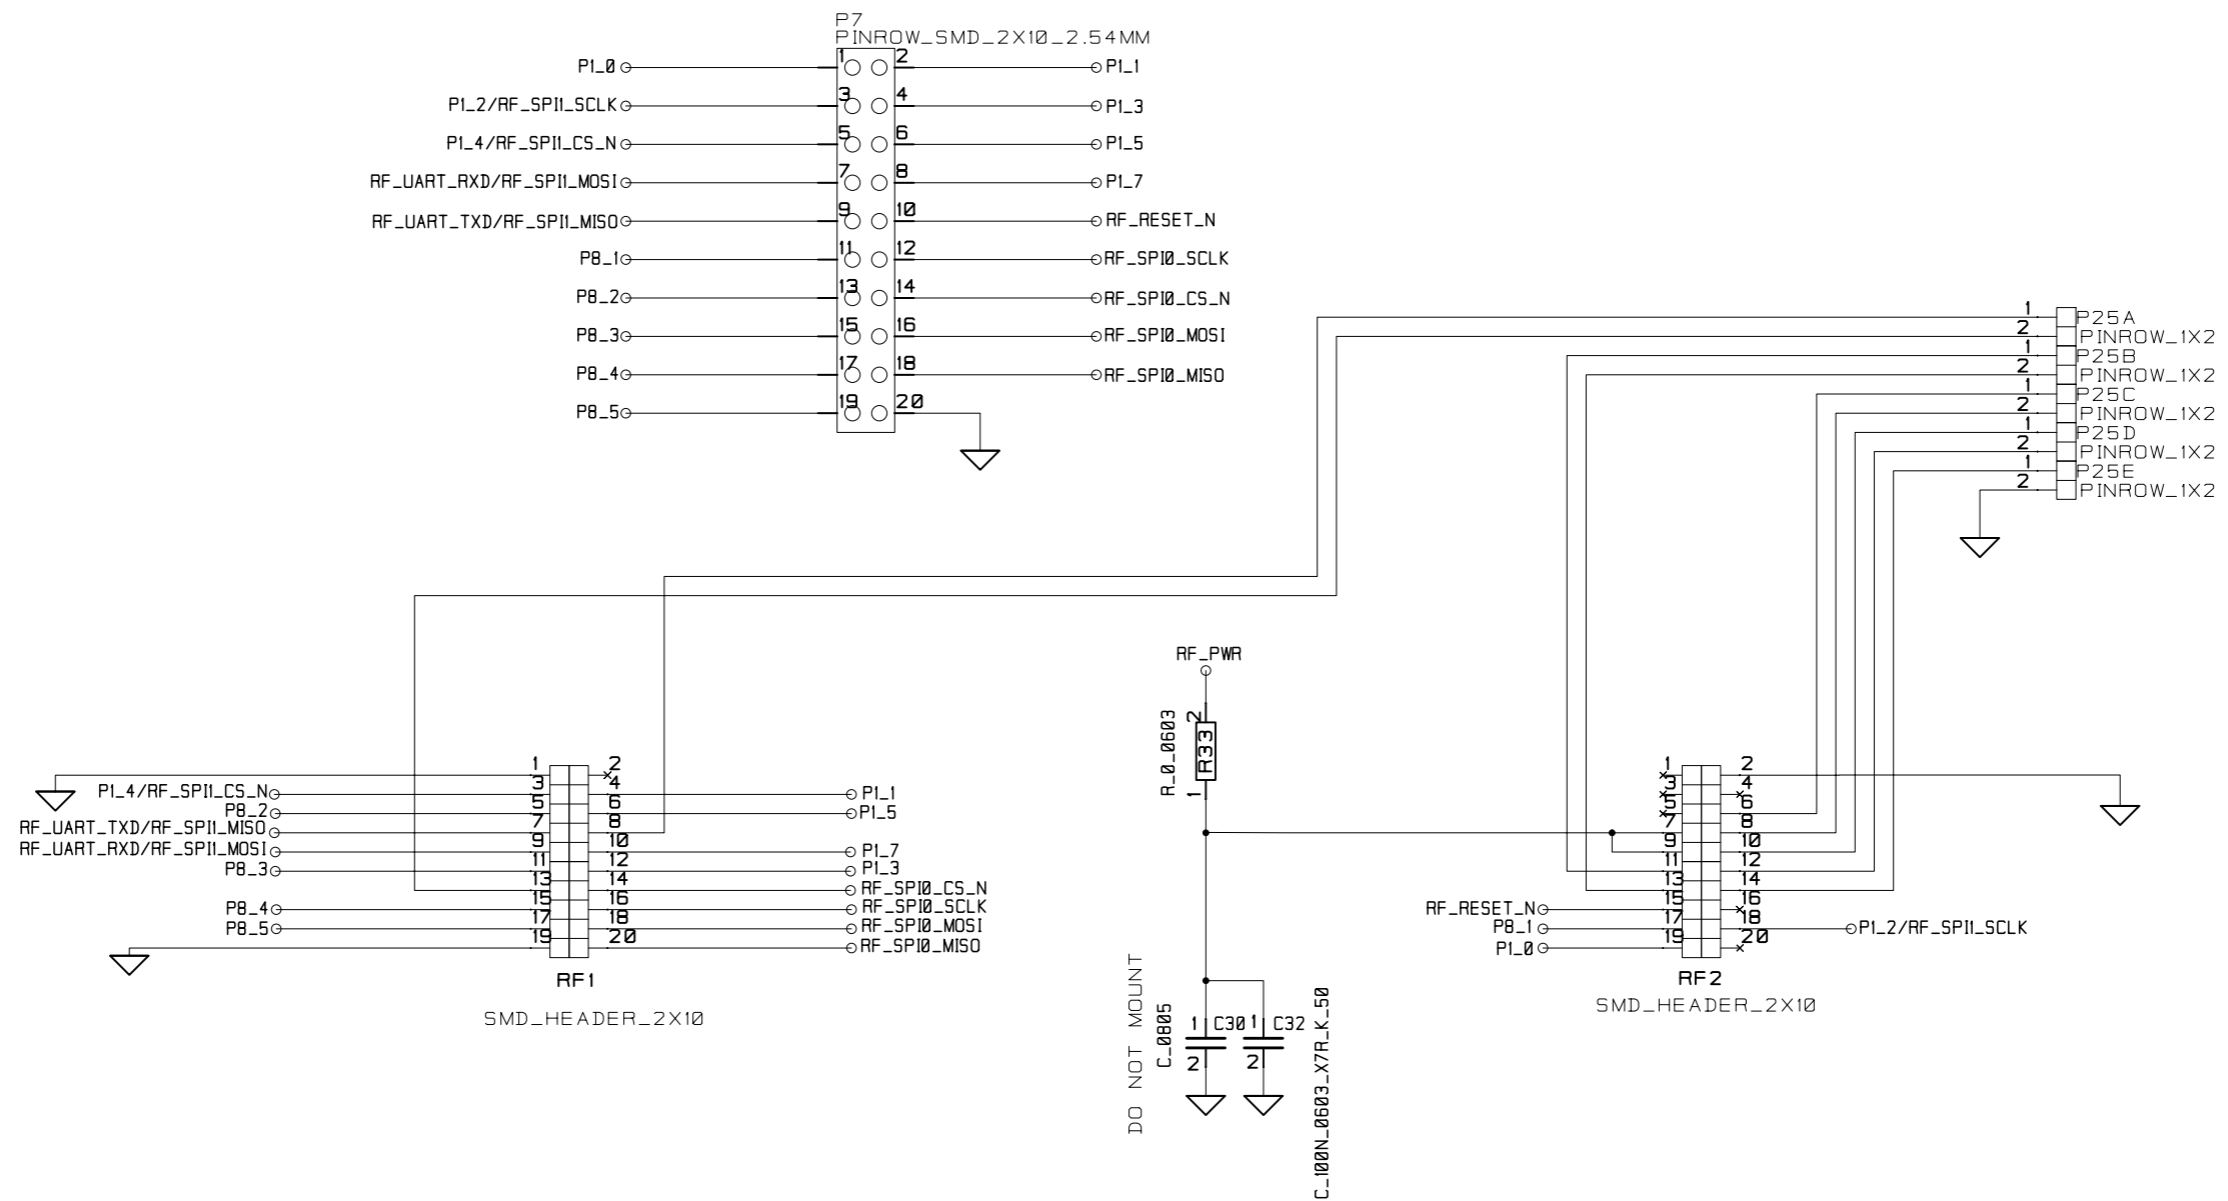 P7
PINROW_SMD_2X10_2.54MM
P1_0 1 2 P1_1
P1_2/RF_SPI1_SCLK 3 4 P1_3
P1_4/RF_SPI1_CS_N 5 6 P1_5
RF_UART_RXD/RF_SPI1_MOSI 7 8 P1_7
RF_UART_TXD/RF_SPI1_MISO 9 10 RF_RESET_N
P8_1 11 12 RF_SPI0_SCLK
P8_2 13 14 RF_SPI0_CS_N
P8_3 15 16 RF_SPI0_MOSI
P8_4 17 18 RF_SPI0_MISO
P8_5 19 20
1 P25A
2 PINROW_1X2
1 P25B
2 PINROW_1X2
1 P25C
2 PINROW_1X2
1 P25D
2 PINROW_1X2
1 P25E
2 PINROW_1X2
1 2
P1_4/RF_SPI1_CS_N 3 4 P1_1
P8_2 5 6 P1_5
RF_UART_TXD/RF_SPI1_MISO 7 8
RF_UART_RXD/RF_SPI1_MOSI 9 10 P1_7
P8_3 11 12 P1_3
13 14 RF_SPI0_CS_N
P8_4 15 16 RF_SPI0_SCLK
P8_5 17 18 RF_SPI0_MOSI
19 20 RF_SPI0_MISO
RF1
SMD_HEADER_2X10
RF_PWR
2
R_0_0603
R33
1
DO NOT MOUNT
C_0805
1 C30
2
1 C32
2
C_100N_0603_X7R_K_50
1 2
3 4
5 6
7 8
9 10
11 12
13 14
RF_RESET_N 15 16
P8_1 17 18 P1_2/RF_SPI1_SCLK
P1_0 19 20
RF2
SMD_HEADER_2X10